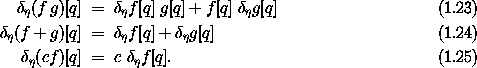 δη(f g)[q] = δηf[q] g[q] + f[q] δηg[q] (1.23)
δη(f + g)[q] = δηf[q] + δηg[q] (1.24)
δη(cf)[q] = c δηf[q]. (1.25)